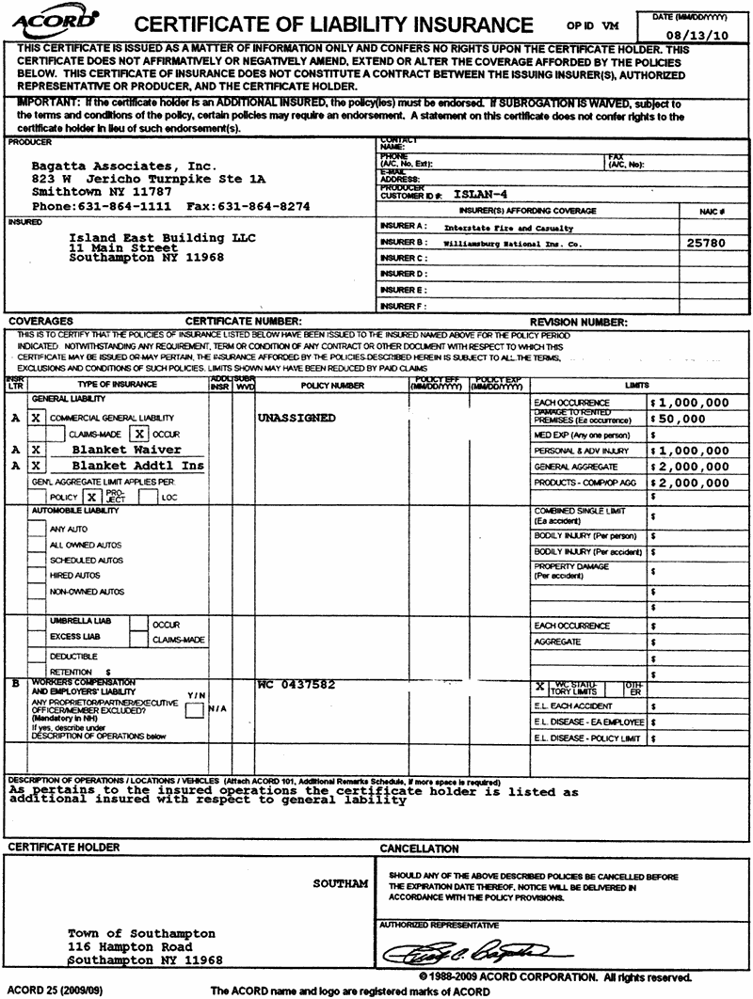 ACORD®
CERTIFICATE OF LIABILITY INSURANCE
OP ID VM
DATE (MM/DD/YYYY)
08/13/10
THIS CERTIFICATE IS ISSUED AS A MATTER OF INFORMATION ONLY AND CONFERS NO RIGHTS UPON THE CERTIFICATE HOLDER. THIS
CERTIFICATE DOES NOT AFFIRMATIVELY OR NEGATIVELY AMEND, EXTEND OR ALTER THE COVERAGE AFFORDED BY THE POLICIES
BELOW. THIS CERTIFICATE OF INSURANCE DOES NOT CONSTITUTE A CONTRACT BETWEEN THE ISSUING INSURER(S), AUTHORIZED
REPRESENTATIVE OR PRODUCER, AND THE CERTIFICATE HOLDER.
IMPORTANT: If the certificate holder is an ADDITIONAL INSURED, the policy(ies) must be endorsed. If SUBROGATION IS WAIVED, subject to
the terms and conditions of the policy, certain policies may require an endorsement. A statement on this certificate does not confer rights to the
certificate holder in lieu of such endorsement(s).
PRODUCER
Bagatta Associates, Inc.
823 W Jericho Turnpike Ste 1A
Smithtown NY 11787
Phone:631-864-1111 Fax:631-864-8274
CONTACT
NAME:
PHONE
(A/C, No, Ext):
FAX
(A/C, No):
E-MAIL
ADDRESS:
PRODUCER
CUSTOMER ID #: ISLAN-4
INSURER(S) AFFORDING COVERAGE NAIC #
INSURED
Island East Building LLC
11 Main Street
Southampton NY 11968
INSURER A : Interstate Fire and Casualty
INSURER B : Williamsburg National Ins. Co. 25780
INSURER C :
INSURER D :
INSURER E :
INSURER F :
COVERAGES CERTIFICATE NUMBER: REVISION NUMBER:
THIS IS TO CERTIFY THAT THE POLICIES OF INSURANCE LISTED BELOW HAVE BEEN ISSUED TO THE INSURED NAMED ABOVE FOR THE POLICY PERIOD
INDICATED. NOTWITHSTANDING ANY REQUIREMENT, TERM OR CONDITION OF ANY CONTRACT OR OTHER DOCUMENT WITH RESPECT TO WHICH THIS
CERTIFICATE MAY BE ISSUED OR MAY PERTAIN, THE INSURANCE AFFORDED BY THE POLICIES DESCRIBED HEREIN IS SUBJECT TO ALL THE TERMS,
EXCLUSIONS AND CONDITIONS OF SUCH POLICIES. LIMITS SHOWN MAY HAVE BEEN REDUCED BY PAID CLAIMS
INSR
LTR
TYPE OF INSURANCE
ADDL
INSR
SUBR
WVD
POLICY NUMBER
POLICY EFF
(MM/DD/YYYY)
POLICY EXP
(MM/DD/YYYY)
LIMITS
GENERAL LIABILITY
A X COMMERCIAL GENERAL LIABILITY UNASSIGNED
CLAIMS-MADE X OCCUR
A X Blanket Waiver
A X Blanket Addtl Ins
GEN'L AGGREGATE LIMIT APPLIES PER:
POLICY X PRO-
JECT LOC
EACH OCCURRENCE $ 1,000,000
DAMAGE TO RENTED
PREMISES (Ea occurrence) $ 50,000
MED EXP (Any one person) $
PERSONAL & ADV INJURY $ 1,000,000
GENERAL AGGREGATE $ 2,000,000
PRODUCTS - COMP/OP AGG $ 2,000,000
$
AUTOMOBILE LIABILITY
ANY AUTO
ALL OWNED AUTOS
SCHEDULED AUTOS
HIRED AUTOS
NON-OWNED AUTOS
COMBINED SINGLE LIMIT
(Ea accident) $
BODILY INJURY (Per person) $
BODILY INJURY (Per accident) $
PROPERTY DAMAGE
(Per accident) $
$
$
UMBRELLA LIAB OCCUR
EXCESS LIAB CLAIMS-MADE
DEDUCTIBLE
RETENTION $
EACH OCCURRENCE $
AGGREGATE $
$
$
B WORKERS COMPENSATION
AND EMPLOYERS' LIABILITY
Y / N
ANY PROPRIETOR/PARTNER/EXECUTIVE
OFFICER/MEMBER EXCLUDED?
N / A
(Mandatory in NH)
If yes, describe under
DESCRIPTION OF OPERATIONS below
WC 0437582
X WC STATU-
TORY LIMITS
OTH-
ER
E.L. EACH ACCIDENT $
E.L. DISEASE - EA EMPLOYEE $
E.L. DISEASE - POLICY LIMIT $
DESCRIPTION OF OPERATIONS / LOCATIONS / VEHICLES (Attach ACORD 101, Additional Remarks Schedule, if more space is required)
As pertains to the insured operations the certificate holder is listed as
additional insured with respect to general lability
CERTIFICATE HOLDER
SOUTHAM
Town of Southampton
116 Hampton Road
Southampton NY 11968
CANCELLATION
SHOULD ANY OF THE ABOVE DESCRIBED POLICIES BE CANCELLED BEFORE
THE EXPIRATION DATE THEREOF, NOTICE WILL BE DELIVERED IN
ACCORDANCE WITH THE POLICY PROVISIONS.
AUTHORIZED REPRESENTATIVE
© 1988-2009 ACORD CORPORATION. All rights reserved.
ACORD 25 (2009/09)
The ACORD name and logo are registered marks of ACORD